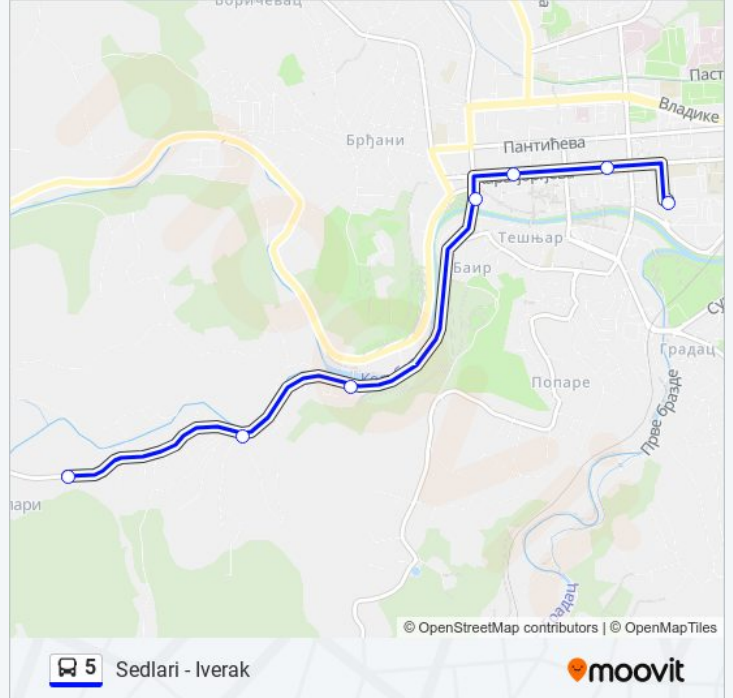 Боричевац
Паст
Владике
Брђани
Пантићева
Тешњар
Баир
Градац
Попаре
Прве бразде
© OpenStreetMap contributors | © OpenMapTiles
5 Sedlari - Iverak
moovit